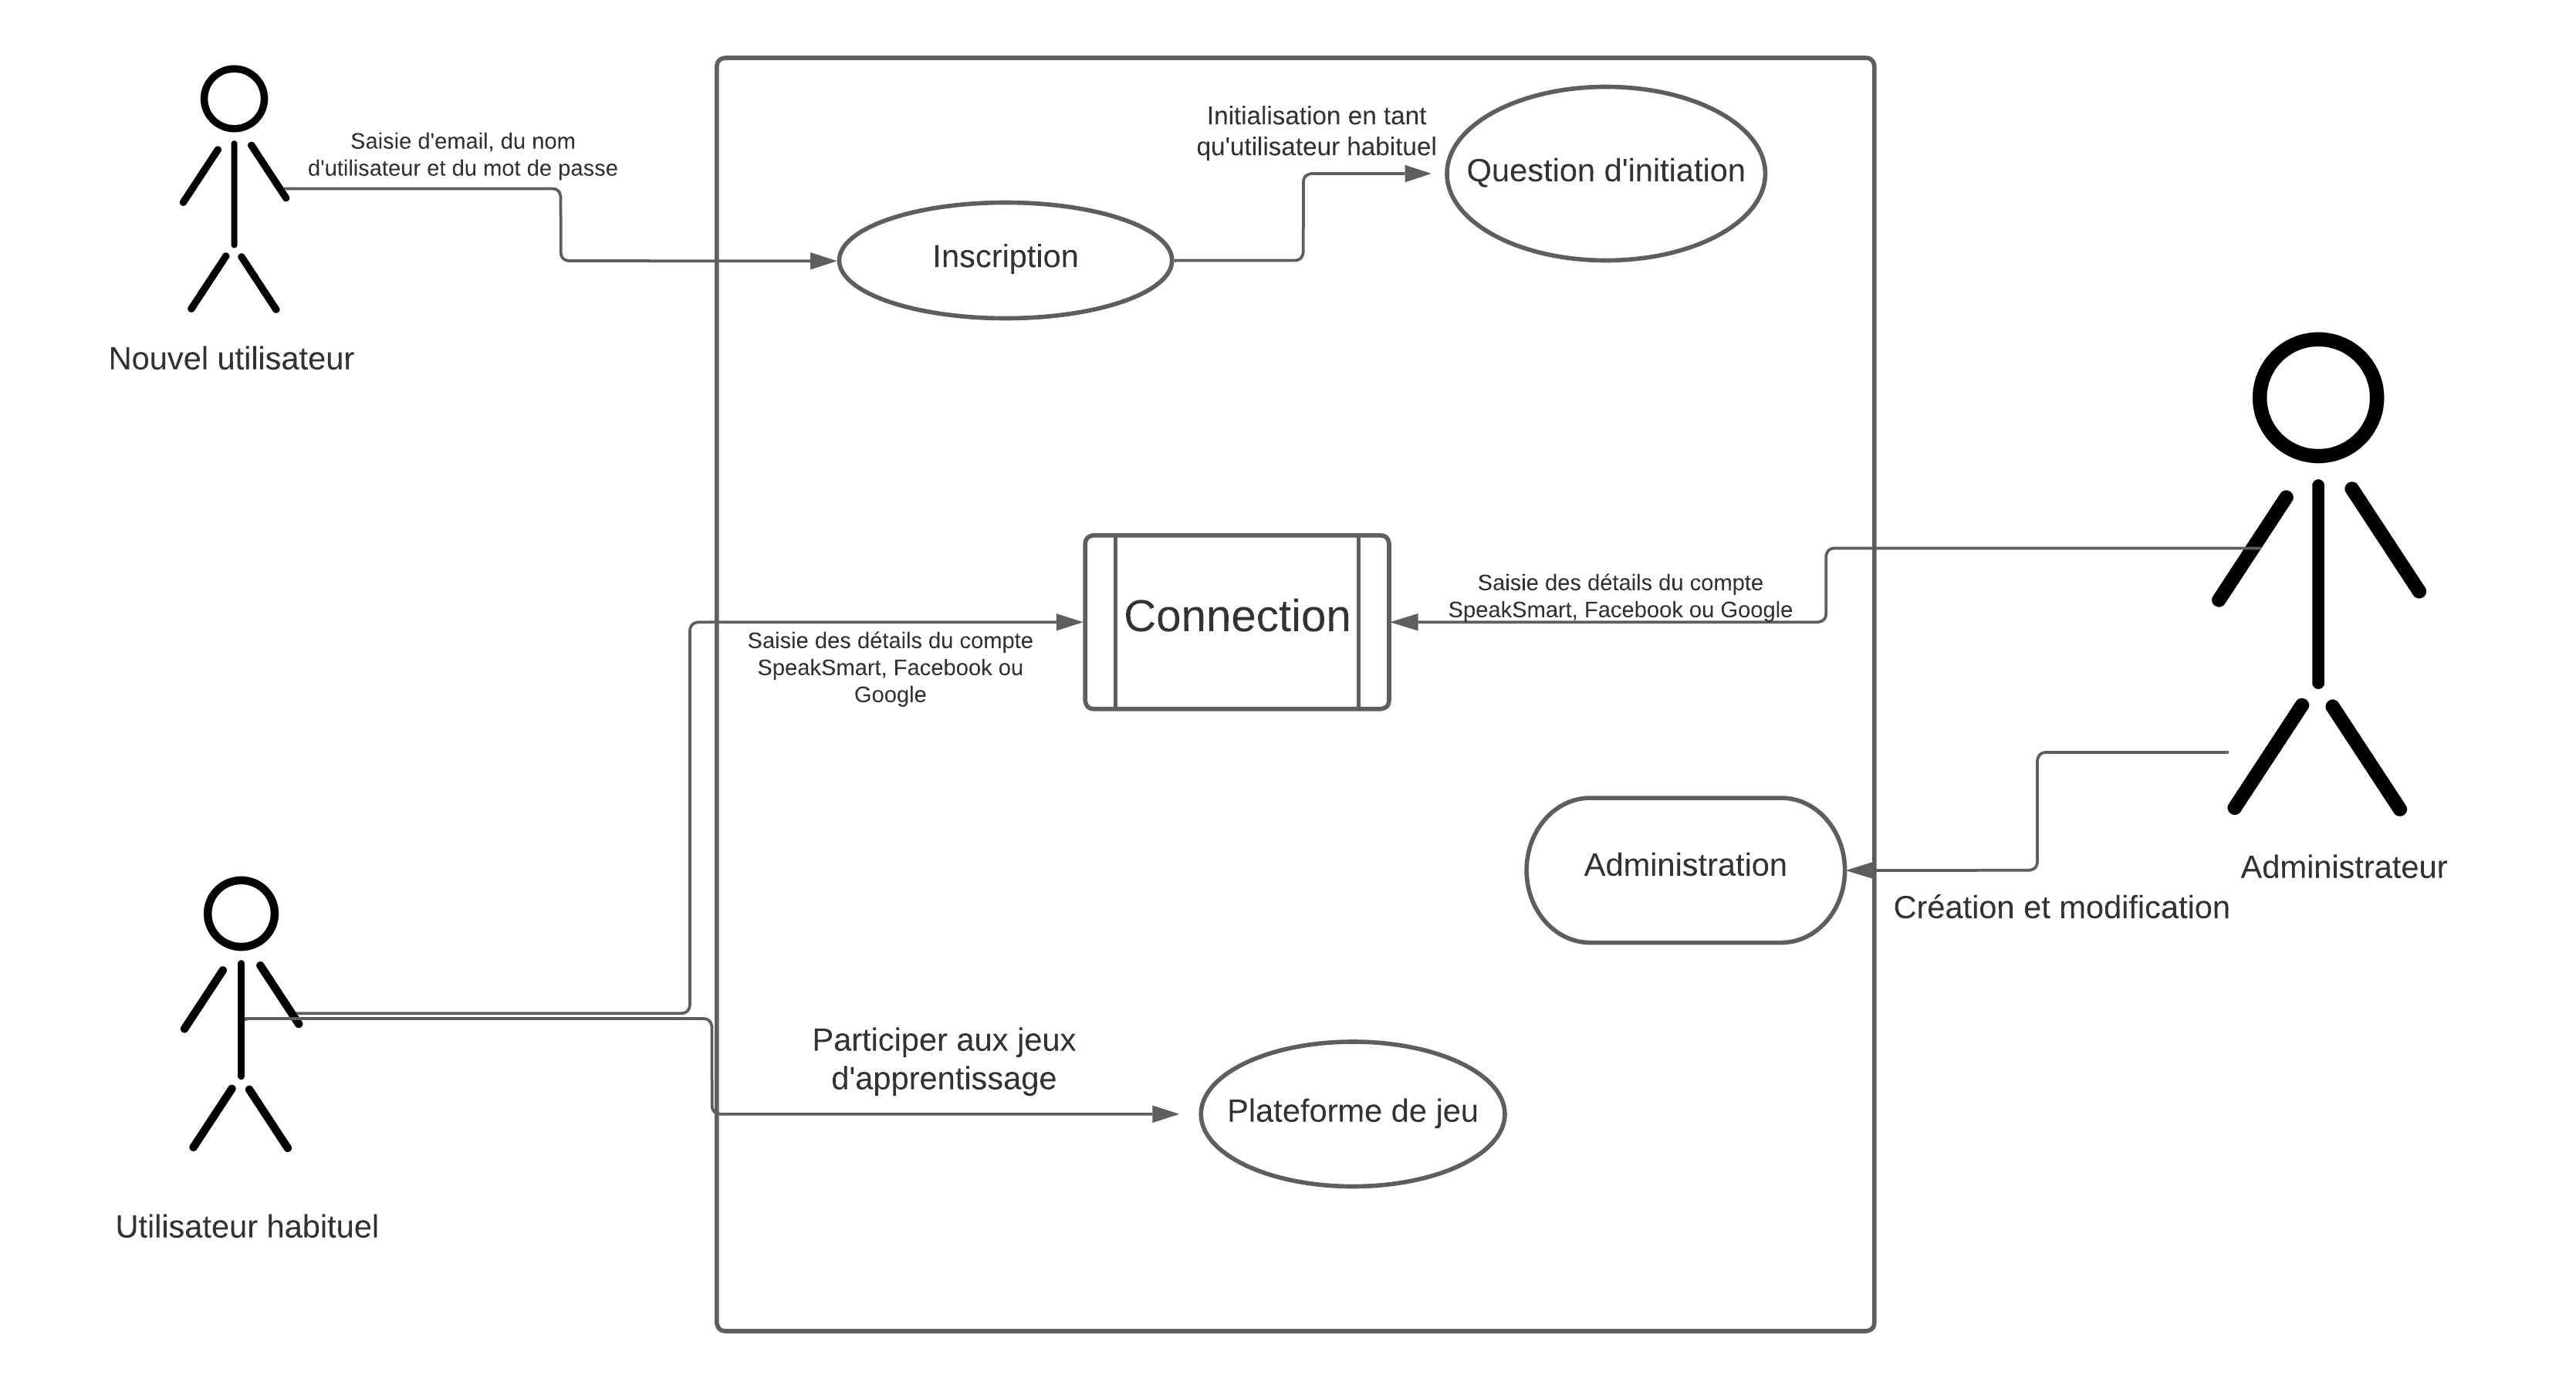 Saisie d'email, du nom
d'utilisateur et du mot de passe
Nouvel utilisateur
Initialisation en tant
qu'utilisateur habituel
Question d'initiation
Inscription
Connection
Saisie des détails du compte
SpeakSmart, Facebook ou
Google
Saisie des détails du compte
SpeakSmart, Facebook ou Google
Administration
Administrateur
Création et modification
Participer aux jeux
d'apprentissage
Plateforme de jeu
Utilisateur habituel